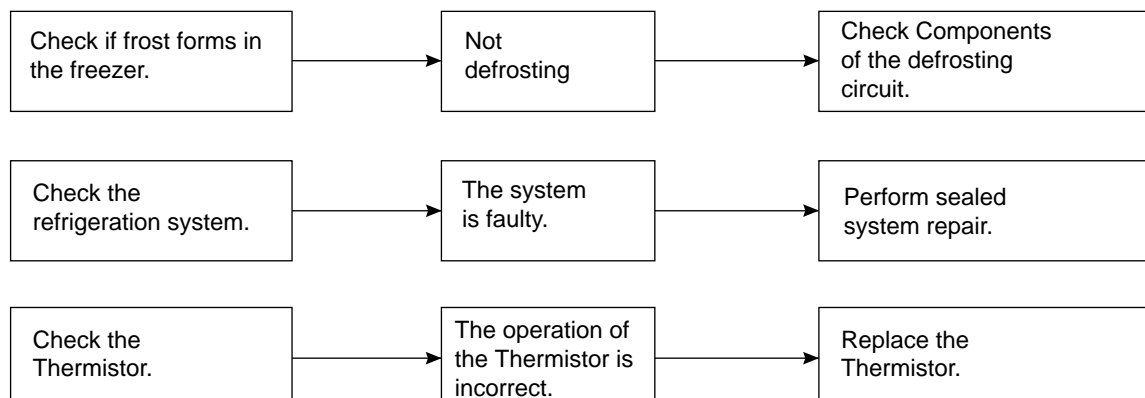 Check if frost forms in
the freezer.
Not
defrosting
Check Components
of the defrosting
circuit.
Check the
refrigeration system.
The system
is faulty.
Perform sealed
system repair.
Check the
Thermistor.
The operation of
the Thermistor is
incorrect.
Replace the
Thermistor.